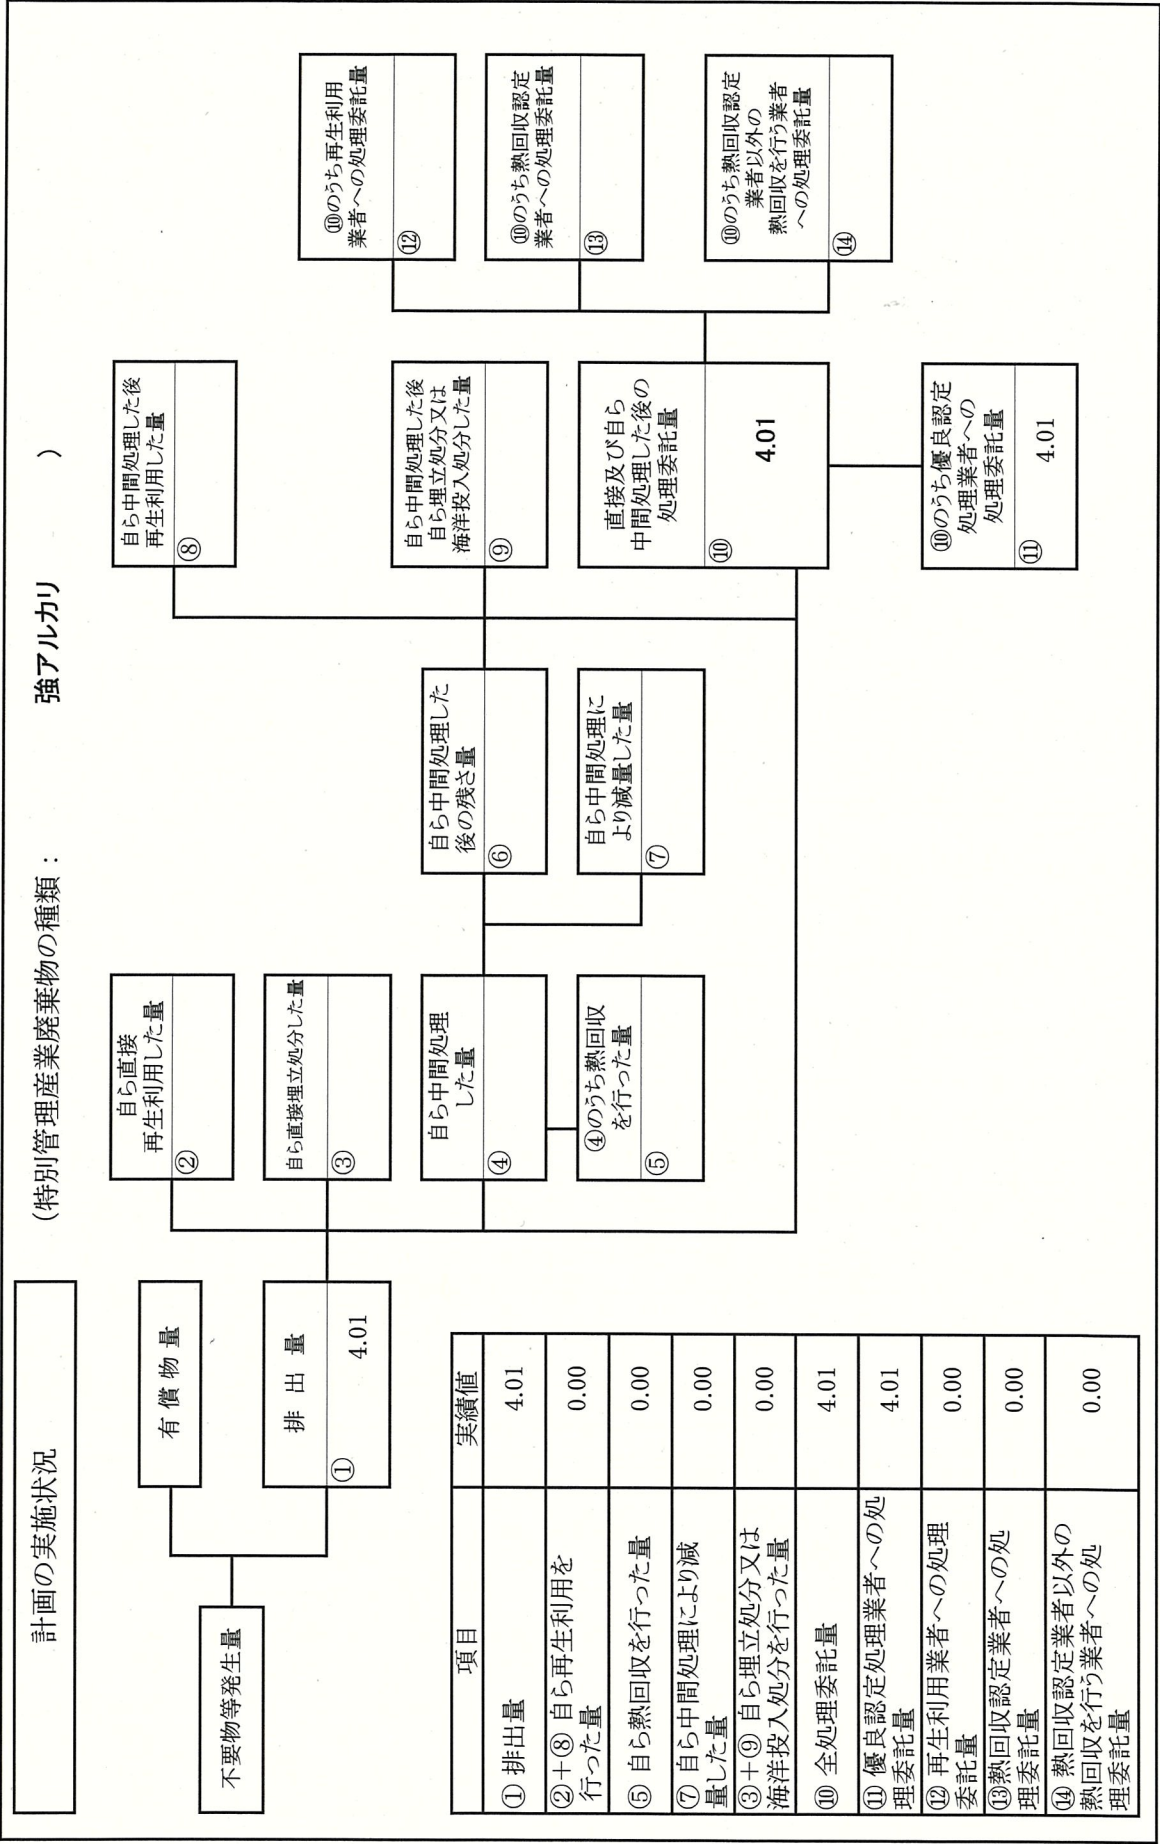 計画の実施状況
(特別管理産業廃棄物の種類： 強アルカリ )
不要物等発生量
有償物量
排出量
① 4.01
自ら直接
再生利用した量
②
自ら直接埋立処分した量
③
自ら中間処理
した量
④
④のうち熱回収
を行った量
⑤
自ら中間処理した
後の残さ量
⑥
自ら中間処理に
より減量した量
⑦
自ら中間処理した後
再生利用した量
⑧
自ら中間処理した後
自ら埋立処分又は
海洋投入処分した量
⑨
直接及び自ら
中間処理した後の
処理委託量
⑩ 4.01
⑩のうち優良認定
処理業者への
処理委託量
⑪ 4.01
⑩のうち再生利用
業者への処理委託量
⑫
⑩のうち熱回収認定
業者への処理委託量
⑬
⑩のうち熱回収認定
業者以外の
熱回収を行う業者
への処理委託量
⑭
項目 実績値
① 排出量 4.01
②＋⑧ 自ら再生利用を
行った量 0.00
⑤ 自ら熱回収を行った量 0.00
⑦ 自ら中間処理により減
量した量 0.00
③＋⑨ 自ら埋立処分又は
海洋投入処分を行った量 0.00
⑩ 全処理委託量 4.01
⑪ 優良認定処理業者への処
理委託量 4.01
⑫ 再生利用業者への処理
委託量 0.00
⑬熱回収認定業者への処
理委託量 0.00
⑭ 熱回収認定業者以外の
熱回収を行う業者への処
理委託量 0.00